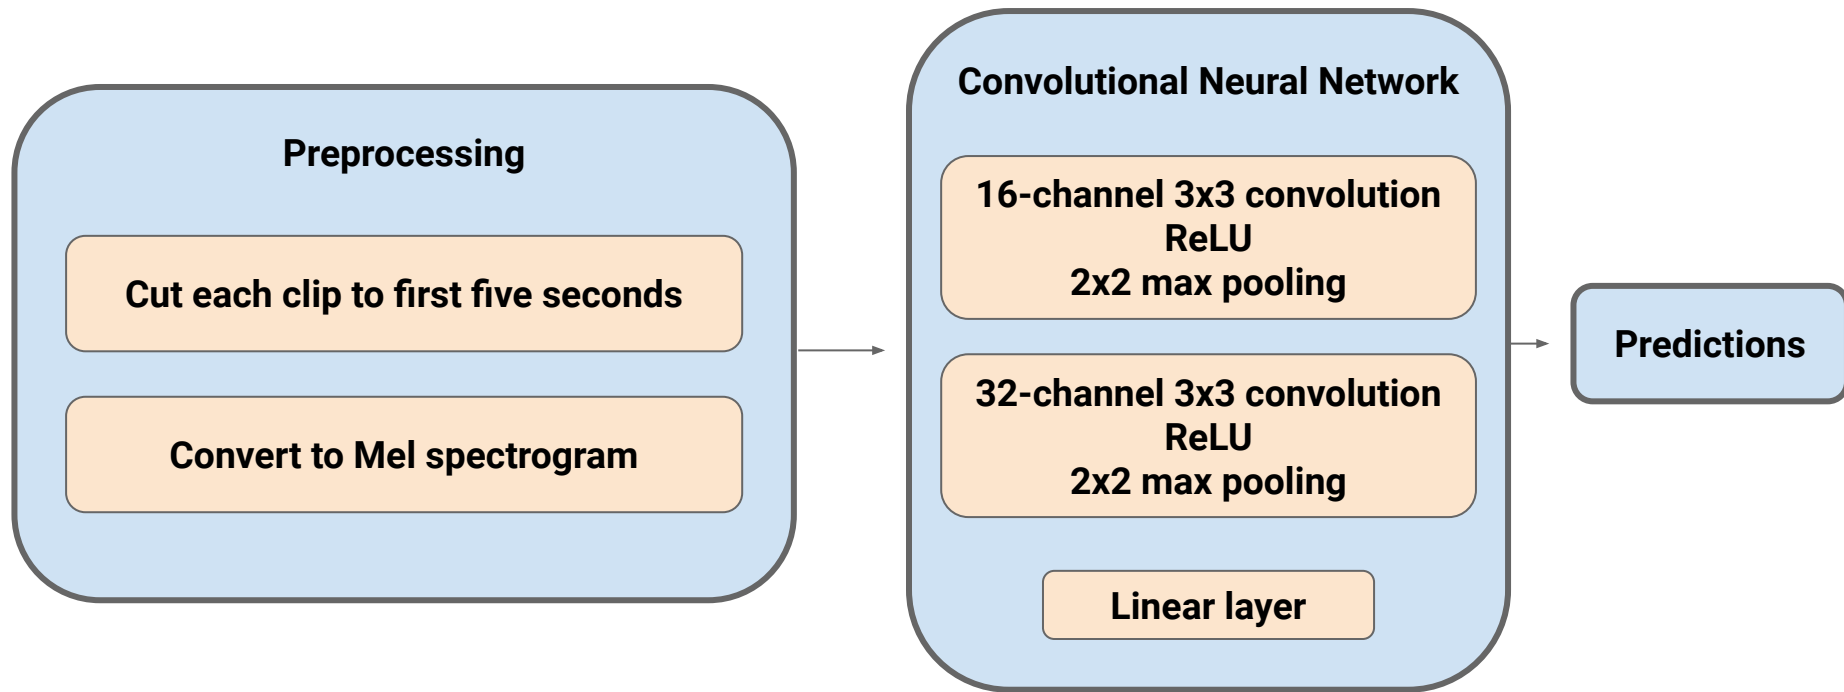 Preprocessing
Cut each clip to first five seconds
Convert to Mel spectrogram
Convolutional Neural Network
16-channel 3x3 convolution
ReLU
2x2 max pooling
32-channel 3x3 convolution
ReLU
2x2 max pooling
Linear layer
Predictions